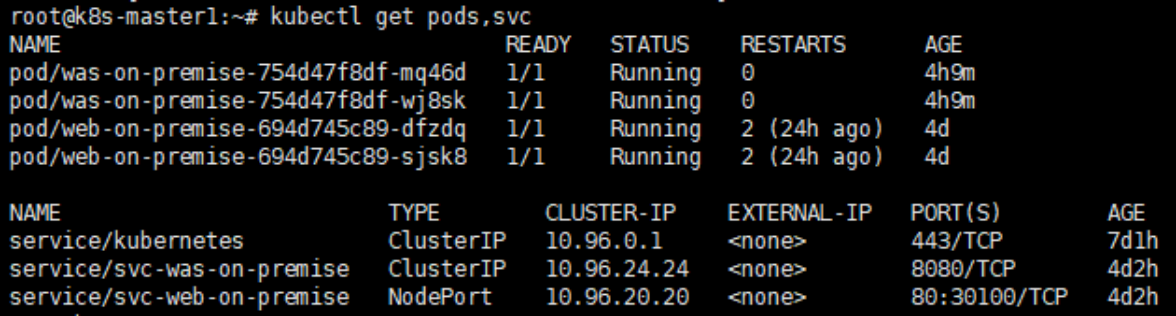 root@k8s-master1:~# kubectl get pods,svc
NAME READY STATUS RESTARTS AGE
pod/was-on-premise-754d47f8df-mq46d 1/1 Running 0 4h9m
pod/was-on-premise-754d47f8df-wj8sk 1/1 Running 0 4h9m
pod/web-on-premise-694d745c89-dfzdq 1/1 Running 2 (24h ago) 4d
pod/web-on-premise-694d745c89-sjsk8 1/1 Running 2 (24h ago) 4d
NAME TYPE CLUSTER-IP EXTERNAL-IP PORT(S) AGE
service/kubernetes ClusterIP 10.96.0.1 <none> 443/TCP 7d1h
service/svc-was-on-premise ClusterIP 10.96.24.24 <none> 8080/TCP 4d2h
service/svc-web-on-premise NodePort 10.96.20.20 <none> 80:30100/TCP 4d2h